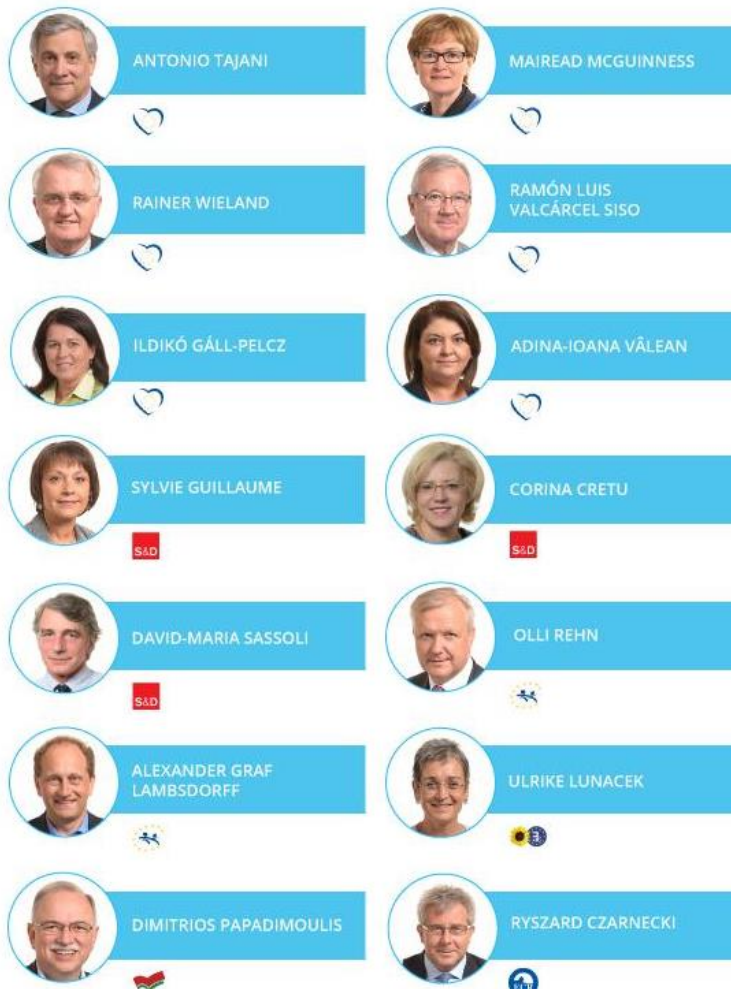 ANTONIO TAJANI
MAIREAD MCGUINNESS
RAINER WIELAND
RAMÓN LUIS
VALCÁRCEL SISO
ILDIKÓ GÁLL-PELCZ
ADINA-IOANA VÂLEAN
SYLVIE GUILLAUME
S&D
CORINA CRETU
S&D
DAVID-MARIA SASSOLI
S&D
OLLI REHN
ALEXANDER GRAF
LAMBSDORFF
ULRIKE LUNACEK
DIMITRIOS PAPADIMOULIS
RYSZARD CZARNECKI